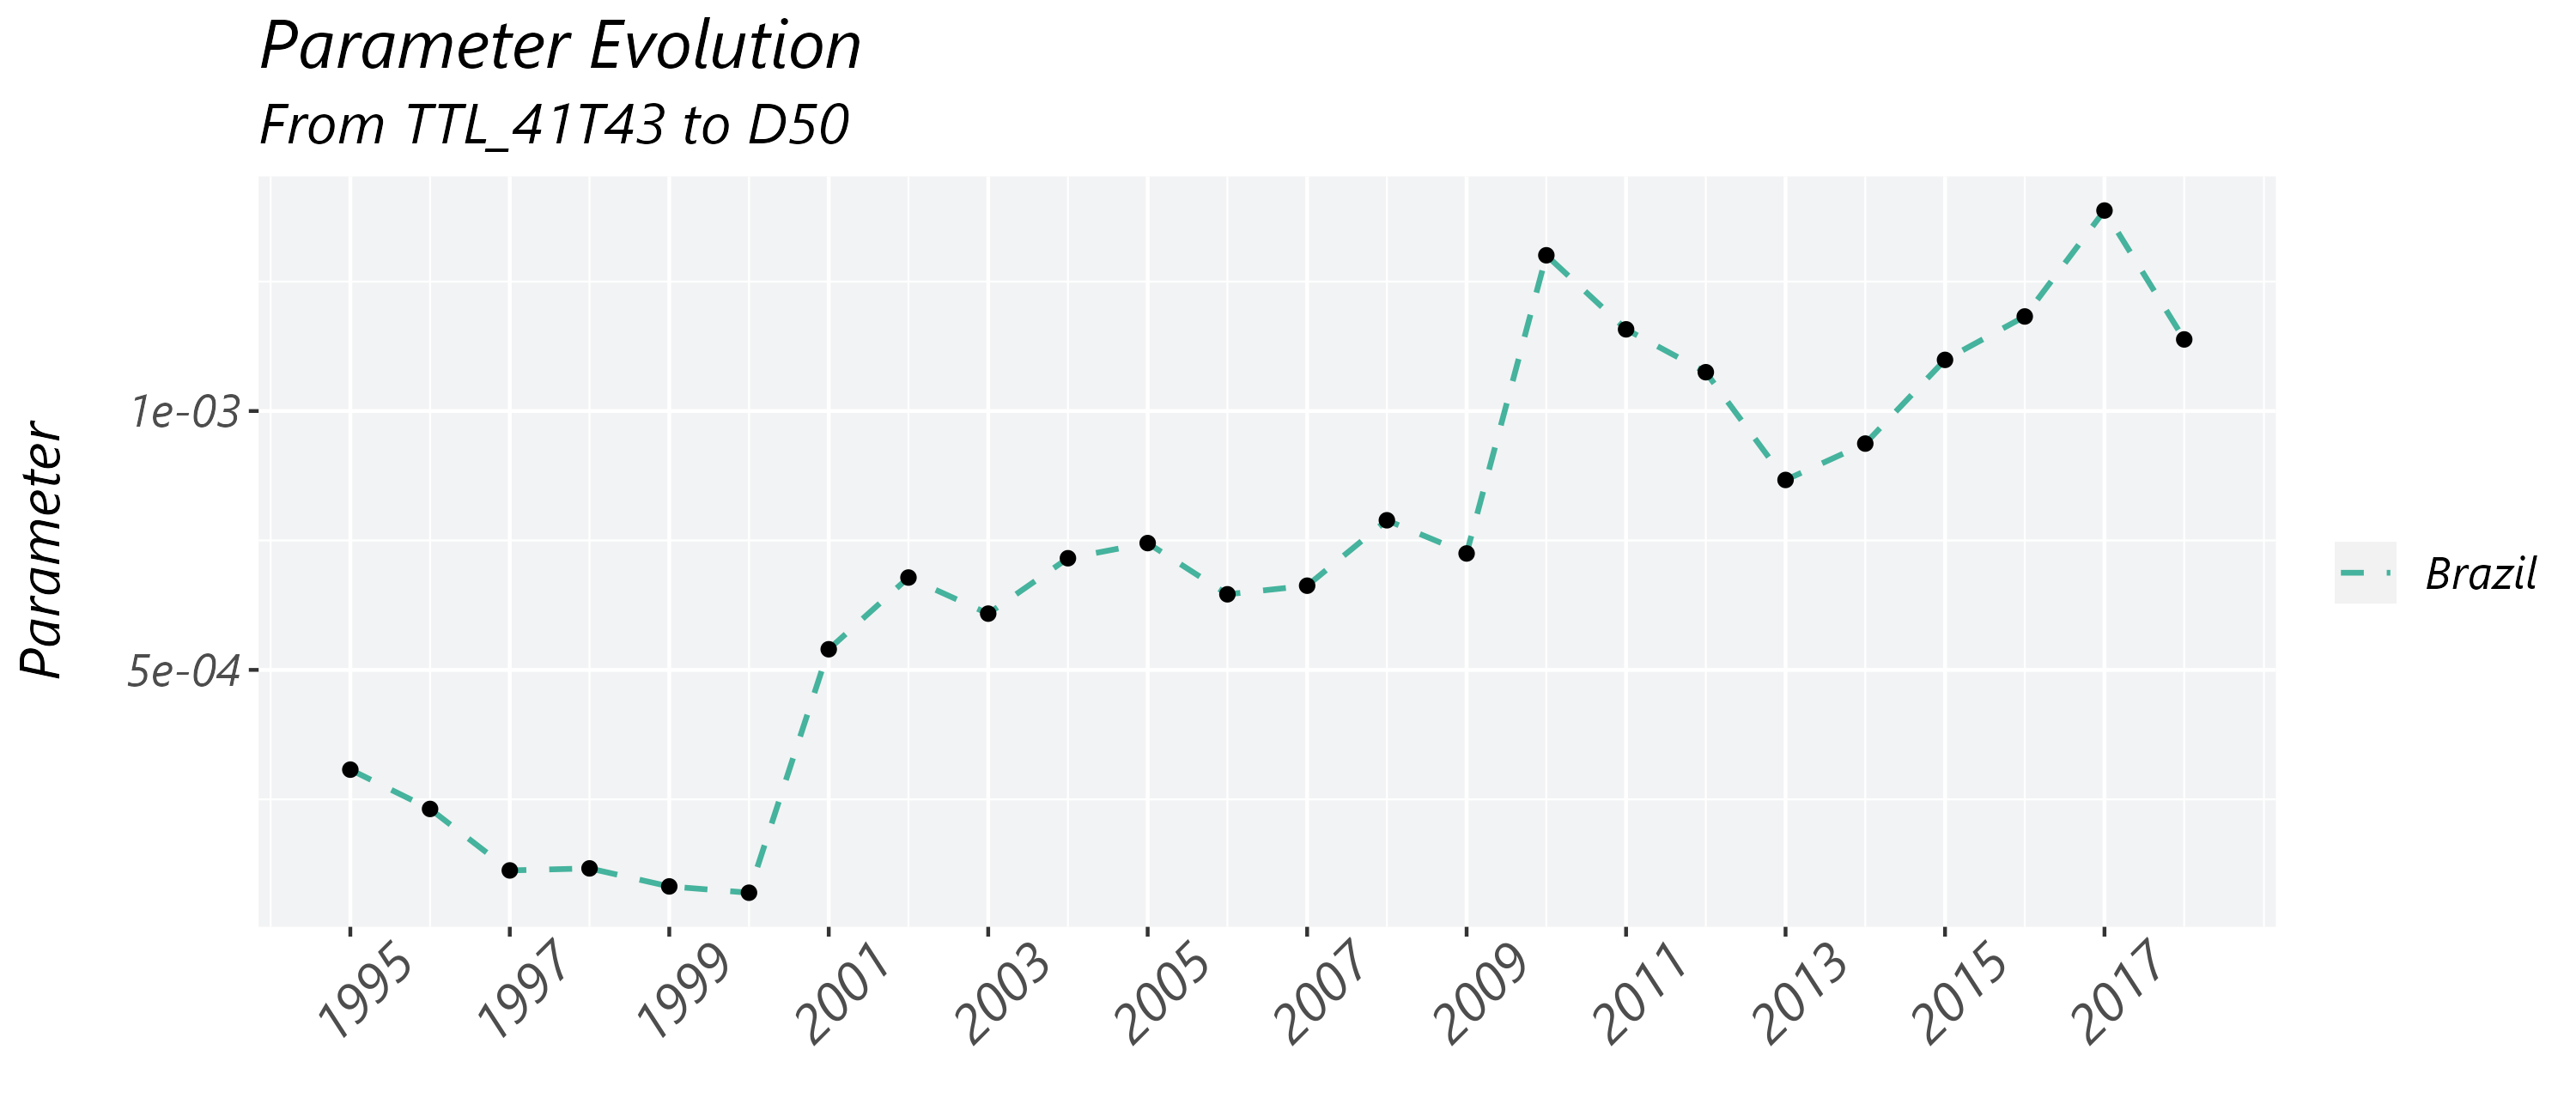 Parameter Evolution
From TTL_41T43 to D50
Parameter
1e-03
5e-04
1995
1997
1999
2001
2003
2005
2007
2009
2011
2013
2015
2017
Brazil